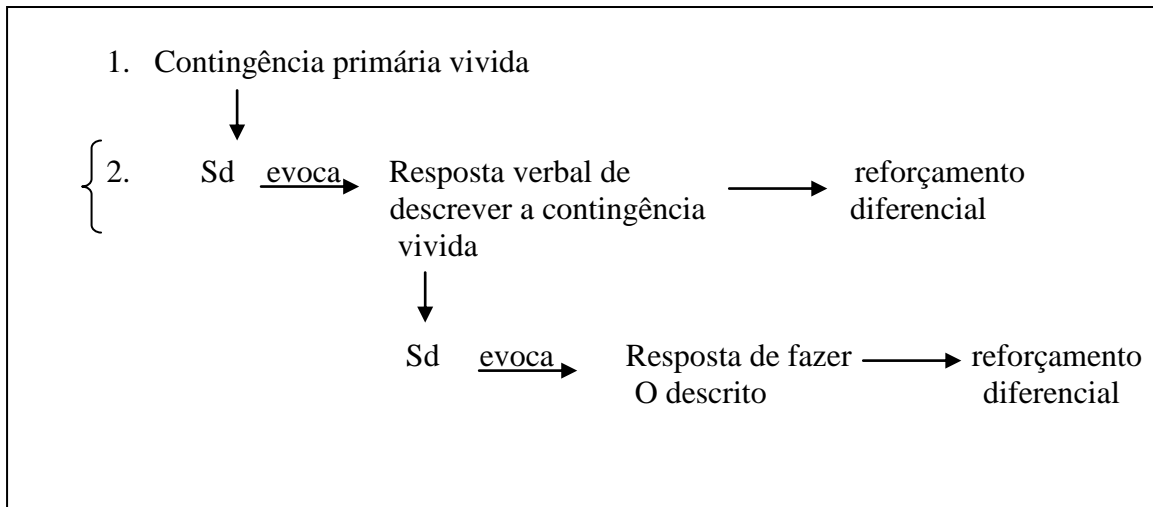 1. Contingência primária vivida
2. Sd evoca Resposta verbal de reforçamento
descrever a contingência diferencial
vivida
Sd evoca Resposta de fazer reforçamento
O descrito diferencial